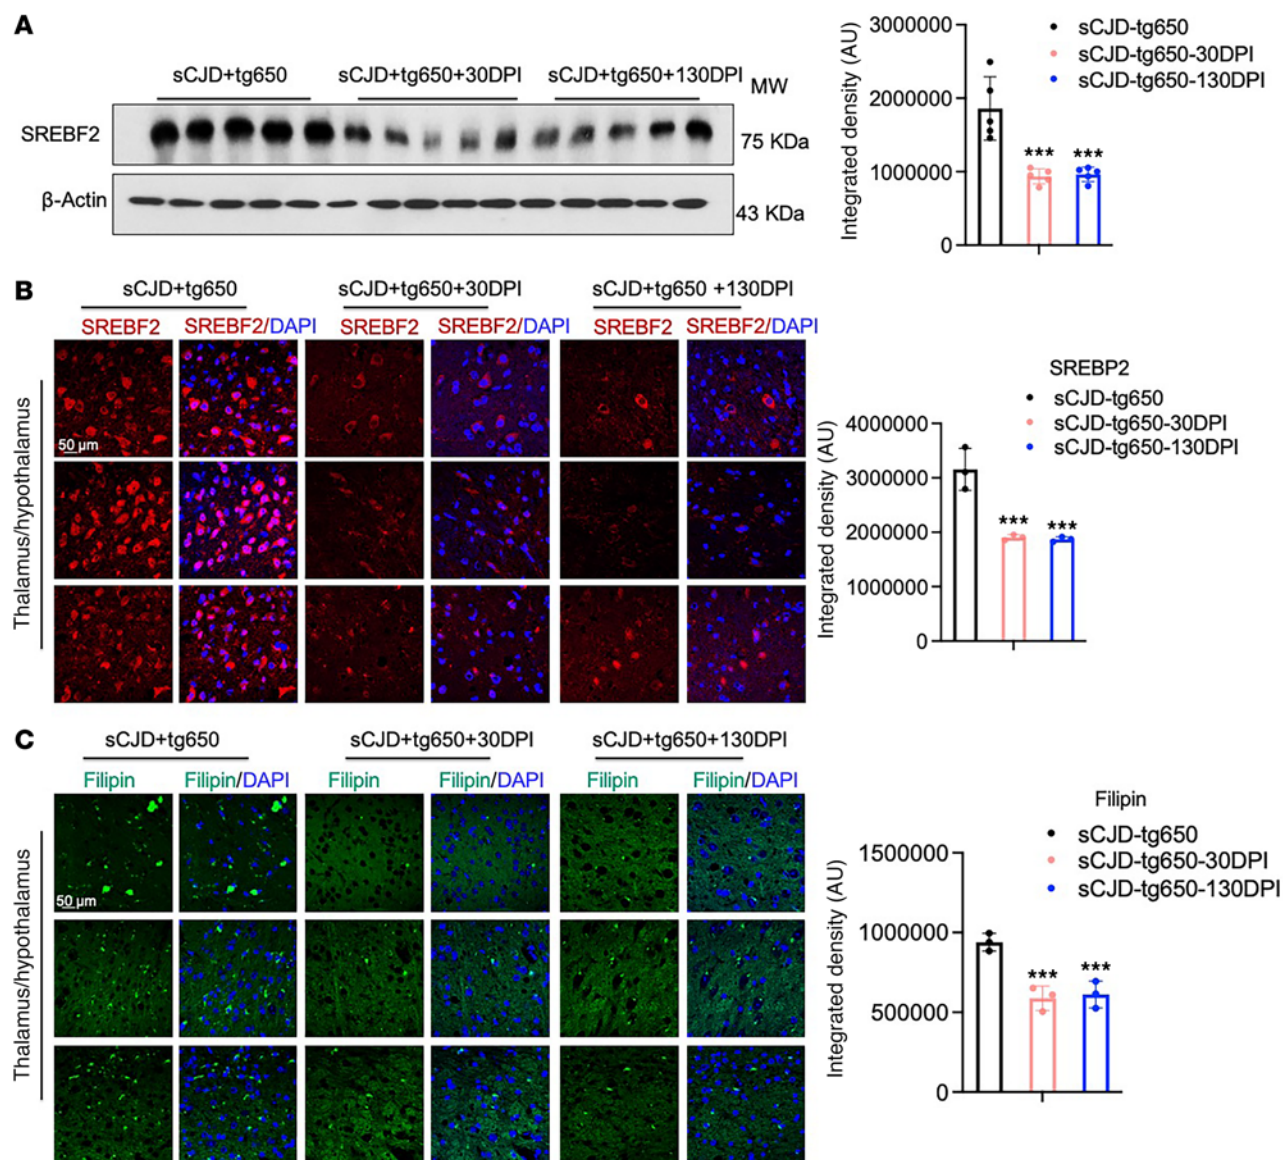 A
sCJD+tg650 sCJD+tg650+30DPI sCJD+tg650+130DPI MW
SREBF2 75 KDa
β-Actin 43 KDa
Integrated density (AU)
3000000
2000000
1000000
0
*** ***
sCJD-tg650
sCJD-tg650-30DPI
sCJD-tg650-130DPI
B
sCJD+tg650 sCJD+tg650+30DPI sCJD+tg650 +130DPI
SREBF2 SREBF2/DAPI SREBF2 SREBF2/DAPI SREBF2 SREBF2/DAPI
Thalamus/hypothalamus
50 µm
SREBP2
sCJD-tg650
sCJD-tg650-30DPI
sCJD-tg650-130DPI
Integrated density (AU)
4000000
3000000
2000000
1000000
0
*** ***
C
sCJD+tg650 sCJD+tg650+30DPI sCJD+tg650+130DPI
Filipin Filipin/DAPI Filipin Filipin/DAPI Filipin Filipin/DAPI
Thalamus/hypothalamus
50 µm
Filipin
sCJD-tg650
sCJD-tg650-30DPI
sCJD-tg650-130DPI
Integrated density (AU)
1500000
1000000
500000
0
*** ***